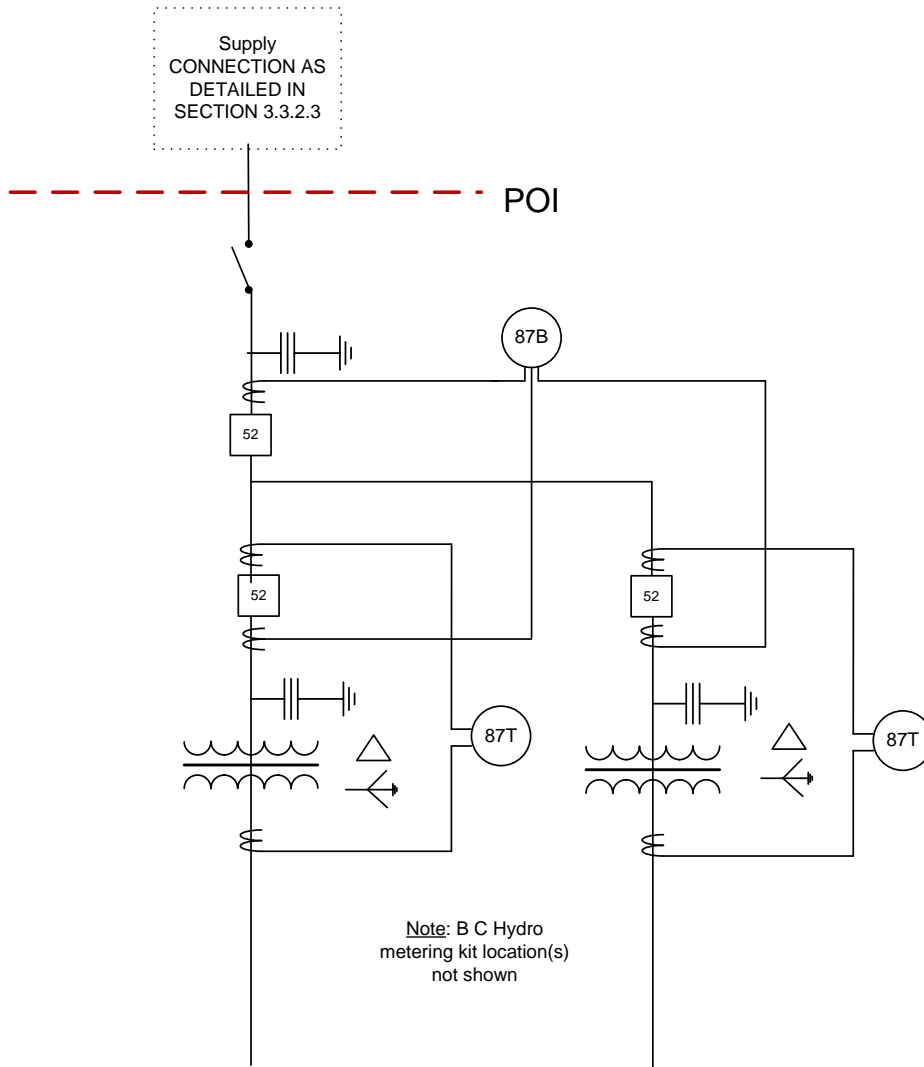 Supply
CONNECTION AS
DETAILED IN
SECTION 3.3.2.3
POI
87B
52
52
52
87T
87T
Note: B C Hydro
metering kit location(s)
not shown